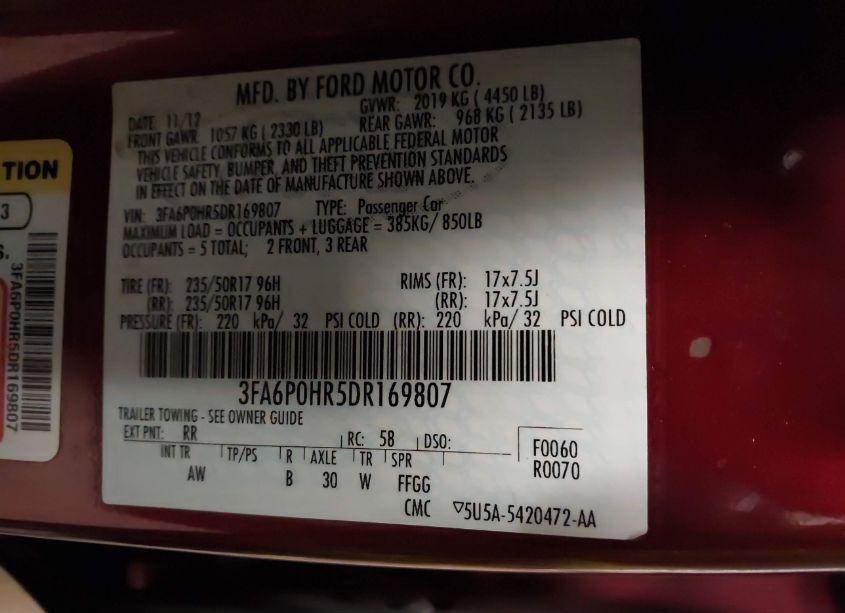 MFD. BY FORD MOTOR CO.
DATE: 11/12 GVWR: 2019 KG ( 4450 LB)
FRONT GAWR: 1057 KG ( 2330 LB) REAR GAWR: 968 KG ( 2135 LB)
THIS VEHICLE CONFORMS TO ALL APPLICABLE FEDERAL MOTOR
VEHICLE SAFETY, BUMPER, AND THEFT PREVENTION STANDARDS
IN EFFECT ON THE DATE OF MANUFACTURE SHOWN ABOVE.
VIN: 3FA6P0HR5DR169807 TYPE: Passenger Car
MAXIMUM LOAD = OCCUPANTS + LUGGAGE = 385KG/ 850LB
OCCUPANTS = 5 TOTAL; 2 FRONT, 3 REAR
TIRE (FR): 235/50R17 96H RIMS (FR): 17x7.5J
(RR): 235/50R17 96H (RR): 17x7.5J
PRESSURE (FR): 220 kPa/ 32 PSI COLD (RR): 220 kPa/ 32 PSI COLD
3FA6P0HR5DR169807
TRAILER TOWING - SEE OWNER GUIDE
EXT PNT: RR RC: 58 DSO: F0060
R0070
INT TR TP/PS R AXLE TR SPR
AW B 30 W FFGG
CMC ▽5U5A-5420472-AA
TION
3
S.
3FA6P0HR5DR169807